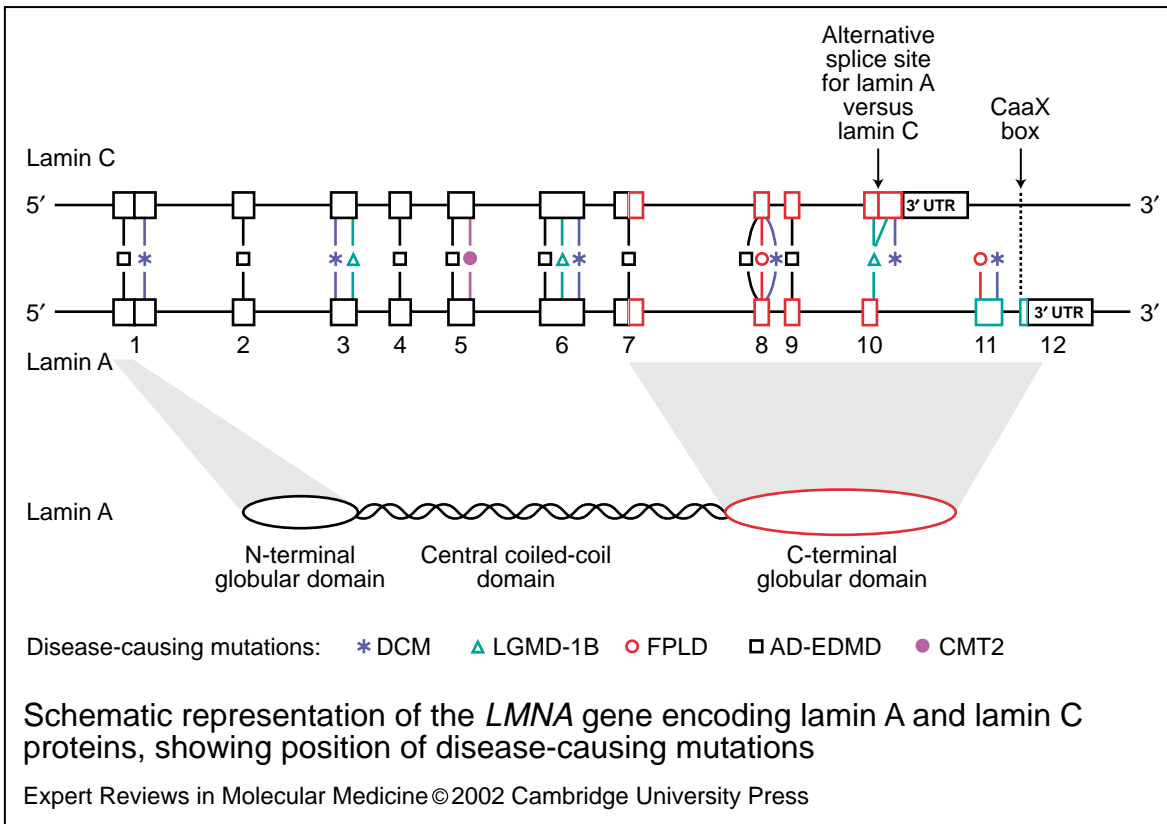 Alternative
splice site
for lamin A
versus
lamin C
CaaX
box
Lamin C
5′
3′ UTR
3′
5′
3′ UTR
3′
1 2 3 4 5 6 7 8 9 10 11 12
Lamin A
Lamin A
N-terminal
globular domain
Central coiled-coil
domain
C-terminal
globular domain
Disease-causing mutations: DCM LGMD-1B FPLD AD-EDMD CMT2
Schematic representation of the LMNA gene encoding lamin A and lamin C
proteins, showing position of disease-causing mutations
Expert Reviews in Molecular Medicine © 2002 Cambridge University Press